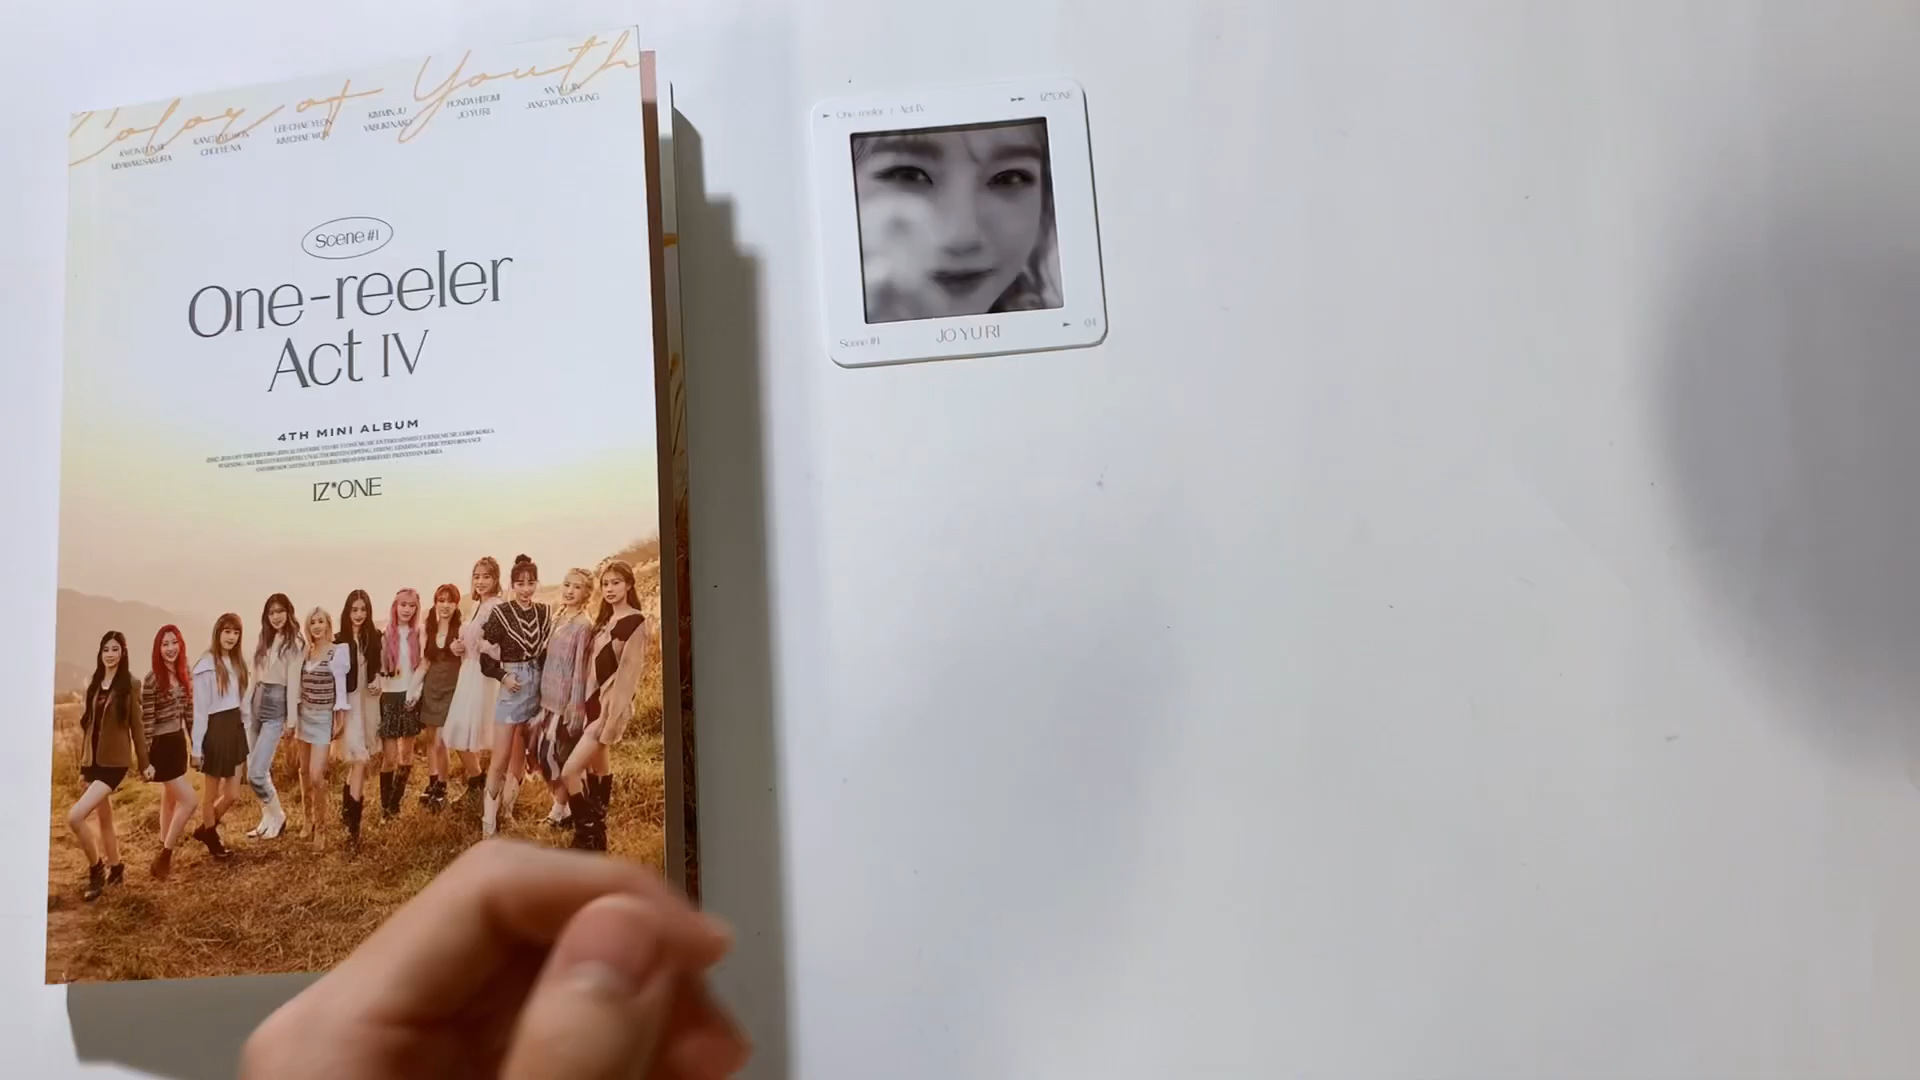 Color of Youth
KWON EUN BI
MIYAWAKI SAKURA
KANG HYE WON
CHOI YE NA
LEE CHAE YEON
KIM CHAE WON
KIM MIN JU
YABUKI NAKO
HONDA HITOMI
JO YU RI
AN YU JIN
JANG WON YOUNG
Scene #1
One-reeler
Act IV
4TH MINI ALBUM
IZ*ONE
One-reeler / Act IV
IZ*ONE
Scene #1
JO YU RI
04